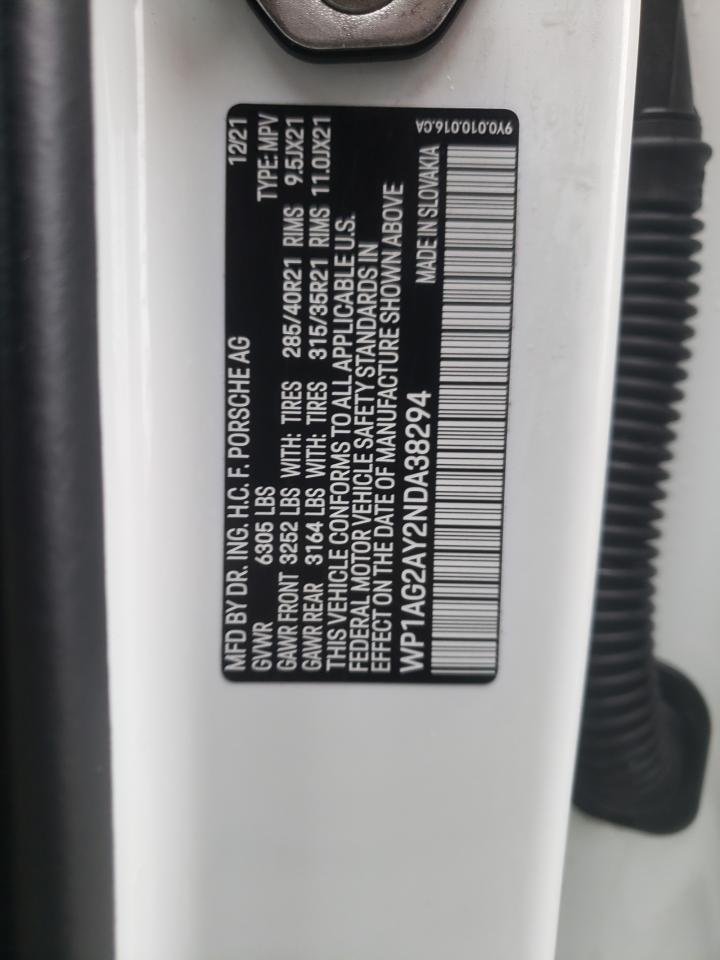 MFD BY DR. ING. H.C. F. PORSCHE AG 12/21
GVWR 6305 LBS TYPE: MPV
GAWR FRONT 3252 LBS WITH: TIRES 285/40R21 RIMS 9.5JX21
GAWR REAR 3164 LBS WITH: TIRES 315/35R21 RIMS 11.0JX21
THIS VEHICLE CONFORMS TO ALL APPLICABLE U.S.
FEDERAL MOTOR VEHICLE SAFETY STANDARDS IN
EFFECT ON THE DATE OF MANUFACTURE SHOWN ABOVE
WP1AG2AY2NDA38294 MADE IN SLOVAKIA
9Y0.010.016.CA